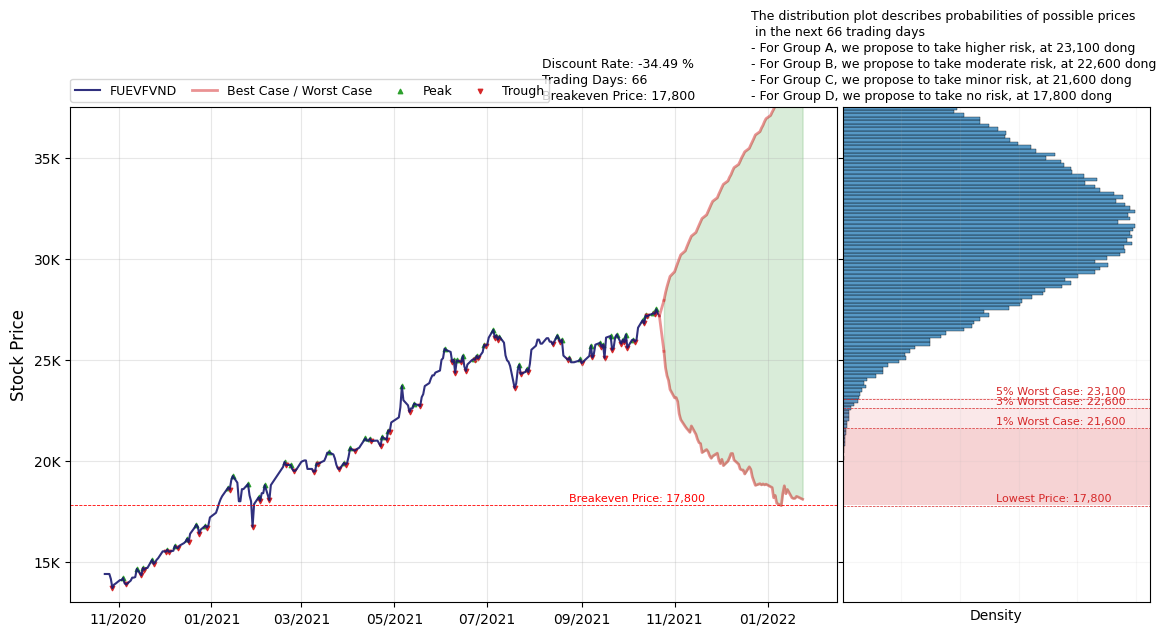 The distribution plot describes probabilities of possible prices
in the next 66 trading days
- For Group A, we propose to take higher risk, at 23,100 dong
- For Group B, we propose to take moderate risk, at 22,600 dong
- For Group C, we propose to take minor risk, at 21,600 dong
- For Group D, we propose to take no risk, at 17,800 dong
Discount Rate: -34.49 %
Trading Days: 66
Breakeven Price: 17,800
FUEVFVND
Best Case / Worst Case
Peak
Trough
Stock Price
35K
30K
25K
20K
15K
5% Worst Case: 23,100
3% Worst Case: 22,600
1% Worst Case: 21,600
Breakeven Price: 17,800
Lowest Price: 17,800
11/2020
01/2021
03/2021
05/2021
07/2021
09/2021
11/2021
01/2022
Density